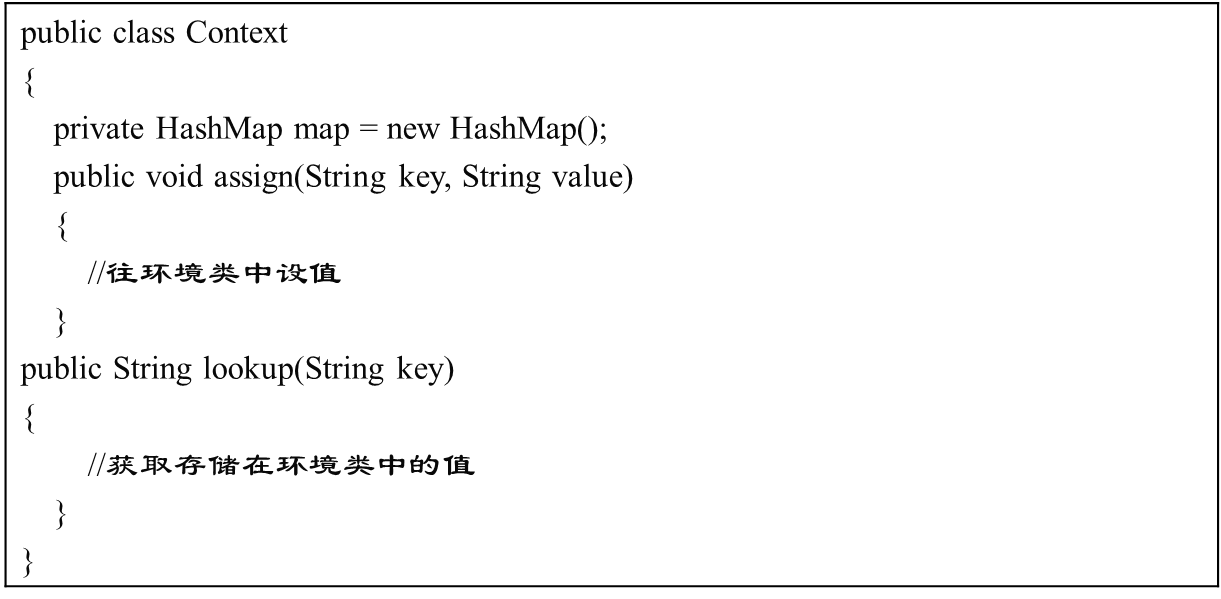 public class Context
{
private HashMap map = new HashMap();
public void assign(String key, String value)
{
//往环境类中设值
}
public String lookup(String key)
{
//获取存储在环境类中的值
}
}